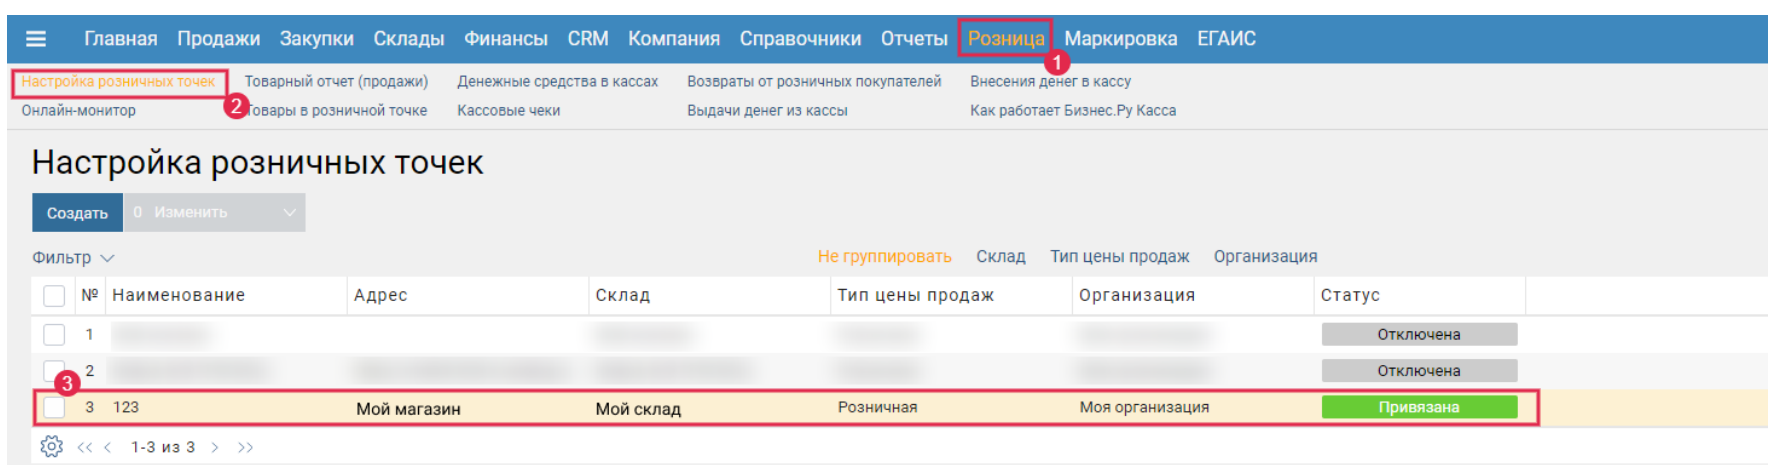 Главная Продажи Закупки Склады Финансы CRM Компания Справочники Отчеты Розница Маркировка ЕГАИС
1
Настройка розничных точек Товарный отчет (продажи) Денежные средства в кассах Возвраты от розничных покупателей Внесения денег в кассу
2
Онлайн-монитор Товары в розничной точке Кассовые чеки Выдачи денег из кассы Как работает Бизнес.Ру Касса
Настройка розничных точек
Создать 0 Изменить
Фильтр Не группировать Склад Тип цены продаж Организация
№ Наименование Адрес Склад Тип цены продаж Организация Статус
1 Отключена
2 Отключена
3
3 123 Мой магазин Мой склад Розничная Моя организация Привязана
<< < 1-3 из 3 > >>